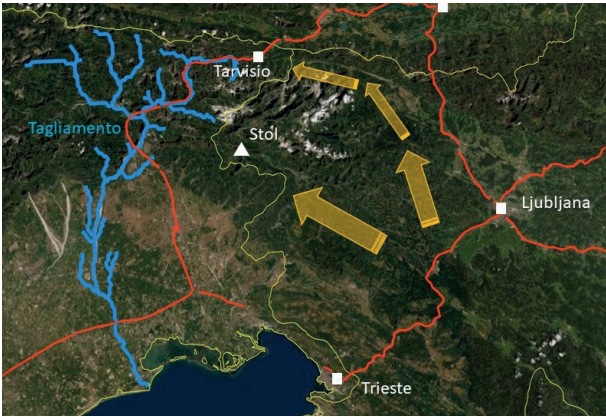 Tarvisio
Tagliamento
Stol
Ljubljana
Trieste